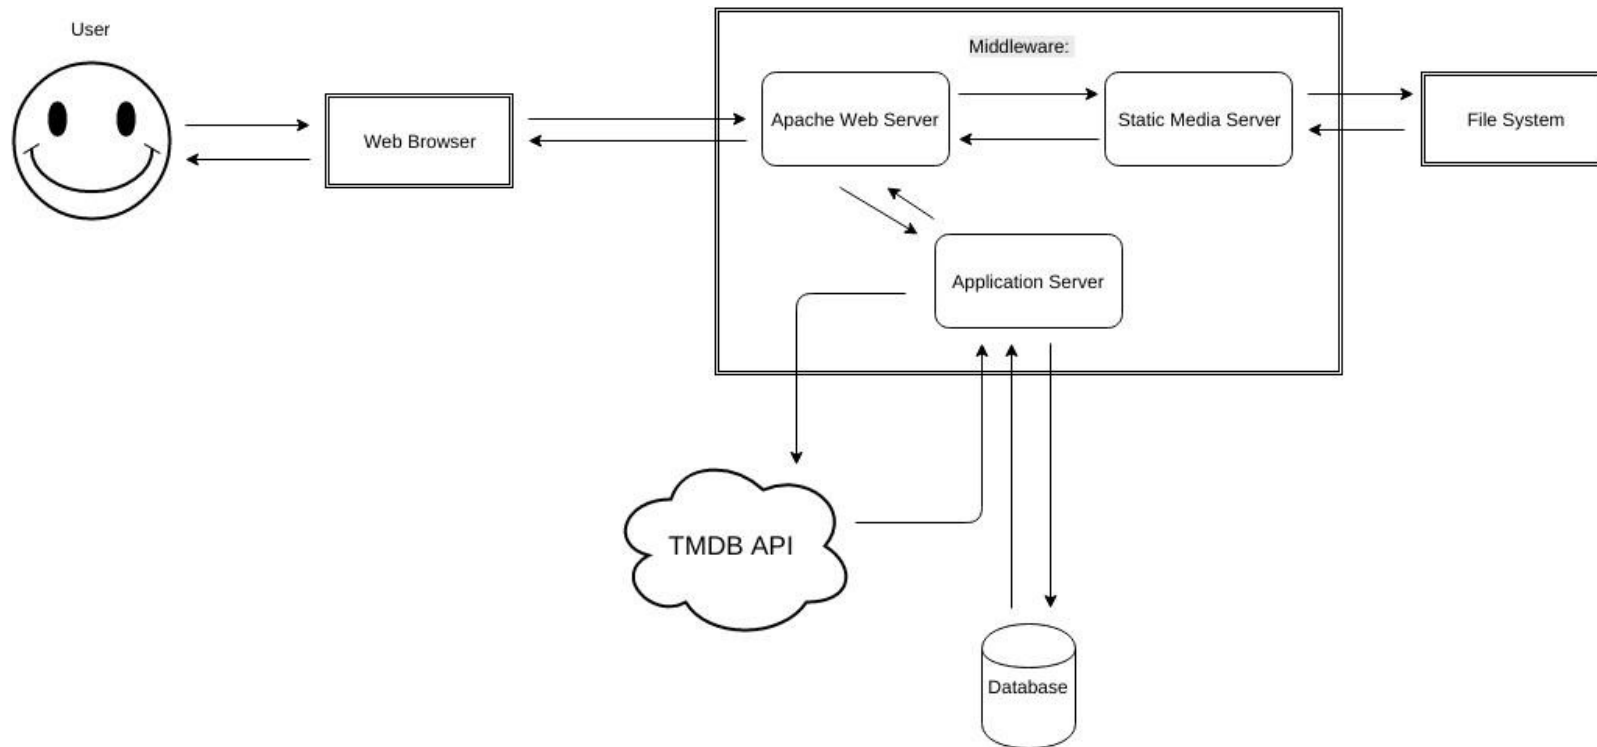 User
Middleware:
Web Browser
Apache Web Server
Static Media Server
File System
Application Server
TMDB API
Database